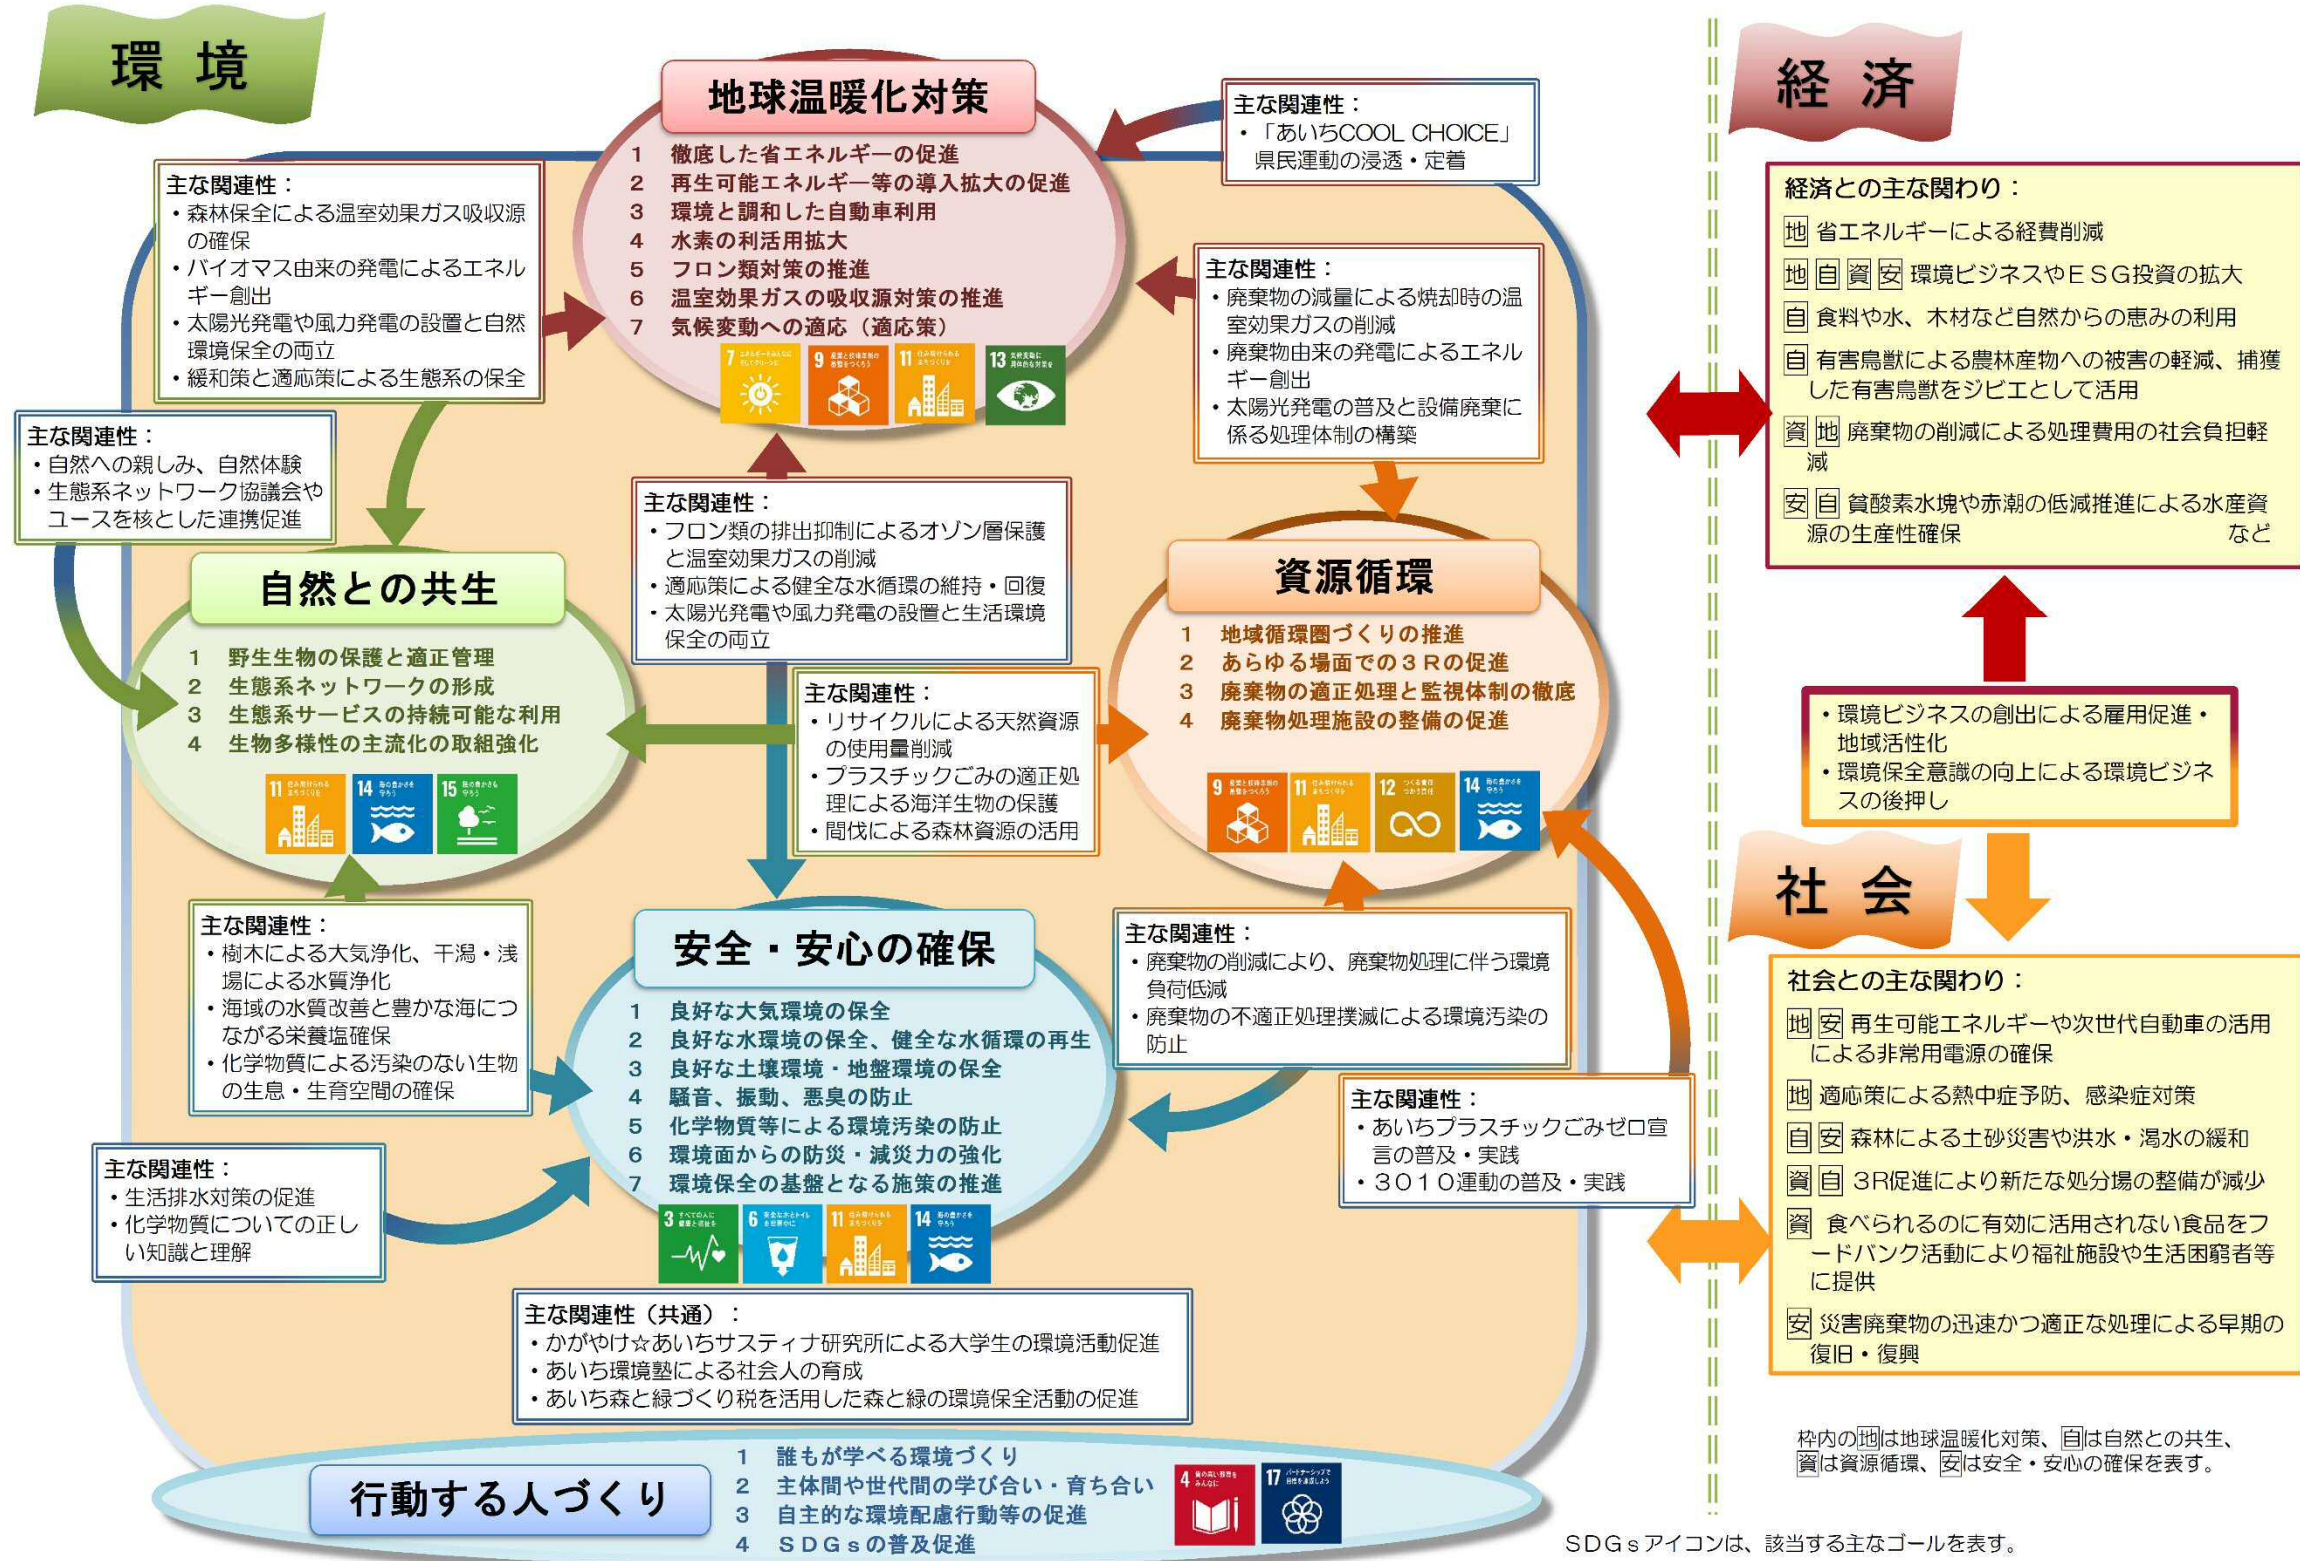 環 境
地球温暖化対策
1 徹底した省エネルギーの促進
2 再生可能エネルギー等の導入拡大の促進
3 環境と調和した自動車利用
4 水素の利活用拡大
5 フロン類対策の推進
6 温室効果ガスの吸収源対策の推進
7 気候変動への適応（適応策）
7
9
11
13
主な関連性：
・「あいちCOOL CHOICE」
県民運動の浸透・定着
主な関連性：
・森林保全による温室効果ガス吸収源
の確保
・バイオマス由来の発電によるエネル
ギー創出
・太陽光発電や風力発電の設置と自然
環境保全の両立
・緩和策と適応策による生態系の保全
主な関連性：
・廃棄物の減量による焼却時の温
室効果ガスの削減
・廃棄物由来の発電によるエネル
ギー創出
・太陽光発電の普及と設備廃棄に
係る処理体制の構築
主な関連性：
・自然への親しみ、自然体験
・生態系ネットワーク協議会や
ユースを核とした連携促進
主な関連性：
・フロン類の排出抑制によるオゾン層保護
と温室効果ガスの削減
・適応策による健全な水循環の維持・回復
・太陽光発電や風力発電の設置と生活環境
保全の両立
自然との共生
1 野生生物の保護と適正管理
2 生態系ネットワークの形成
3 生態系サービスの持続可能な利用
4 生物多様性の主流化の取組強化
11
14
15
主な関連性：
・リサイクルによる天然資源
の使用量削減
・プラスチックごみの適正処
理による海洋生物の保護
・間伐による森林資源の活用
資源循環
1 地域循環圏づくりの推進
2 あらゆる場面での３Ｒの促進
3 廃棄物の適正処理と監視体制の徹底
4 廃棄物処理施設の整備の促進
9
11
12
14
主な関連性：
・樹木による大気浄化、干潟・浅
場による水質浄化
・海域の水質改善と豊かな海につ
ながる栄養塩確保
・化学物質による汚染のない生物
の生息・生育空間の確保
安全・安心の確保
1 良好な大気環境の保全
2 良好な水環境の保全、健全な水循環の再生
3 良好な土壌環境・地盤環境の保全
4 騒音、振動、悪臭の防止
5 化学物質等による環境汚染の防止
6 環境面からの防災・減災力の強化
7 環境保全の基盤となる施策の推進
3
6
11
14
主な関連性：
・廃棄物の削減により、廃棄物処理に伴う環境
負荷低減
・廃棄物の不適正処理撲滅による環境汚染の
防止
主な関連性：
・あいちプラスチックごみゼロ宣
言の普及・実践
・３０１０運動の普及・実践
主な関連性：
・生活排水対策の促進
・化学物質についての正し
い知識と理解
主な関連性（共通）：
・かがやけ☆あいちサスティナ研究所による大学生の環境活動促進
・あいち環境塾による社会人の育成
・あいち森と緑づくり税を活用した森と緑の環境保全活動の促進
行動する人づくり
1 誰もが学べる環境づくり
2 主体間や世代間の学び合い・育ち合い
3 自主的な環境配慮行動等の促進
4 ＳＤＧｓの普及促進
4
17
経 済
経済との主な関わり：
地 省エネルギーによる経費削減
地 自 資 安 環境ビジネスやＥＳＧ投資の拡大
自 食料や水、木材など自然からの恵みの利用
自 有害鳥獣による農林産物への被害の軽減、捕獲
した有害鳥獣をジビエとして活用
資 地 廃棄物の削減による処理費用の社会負担軽
減
安 自 貧酸素水塊や赤潮の低減推進による水産資
源の生産性確保 など
・環境ビジネスの創出による雇用促進・
地域活性化
・環境保全意識の向上による環境ビジネ
スの後押し
社 会
社会との主な関わり：
地 安 再生可能エネルギーや次世代自動車の活用
による非常用電源の確保
地 適応策による熱中症予防、感染症対策
自 安 森林による土砂災害や洪水・渇水の緩和
資 自 3R促進により新たな処分場の整備が減少
資 食べられるのに有効に活用されない食品をフ
ードバンク活動により福祉施設や生活困窮者等
に提供
安 災害廃棄物の迅速かつ適正な処理による早期の
復旧・復興
枠内の地は地球温暖化対策、自は自然との共生、
資は資源循環、安は安全・安心の確保を表す。
ＳＤＧｓアイコンは、該当する主なゴールを表す。